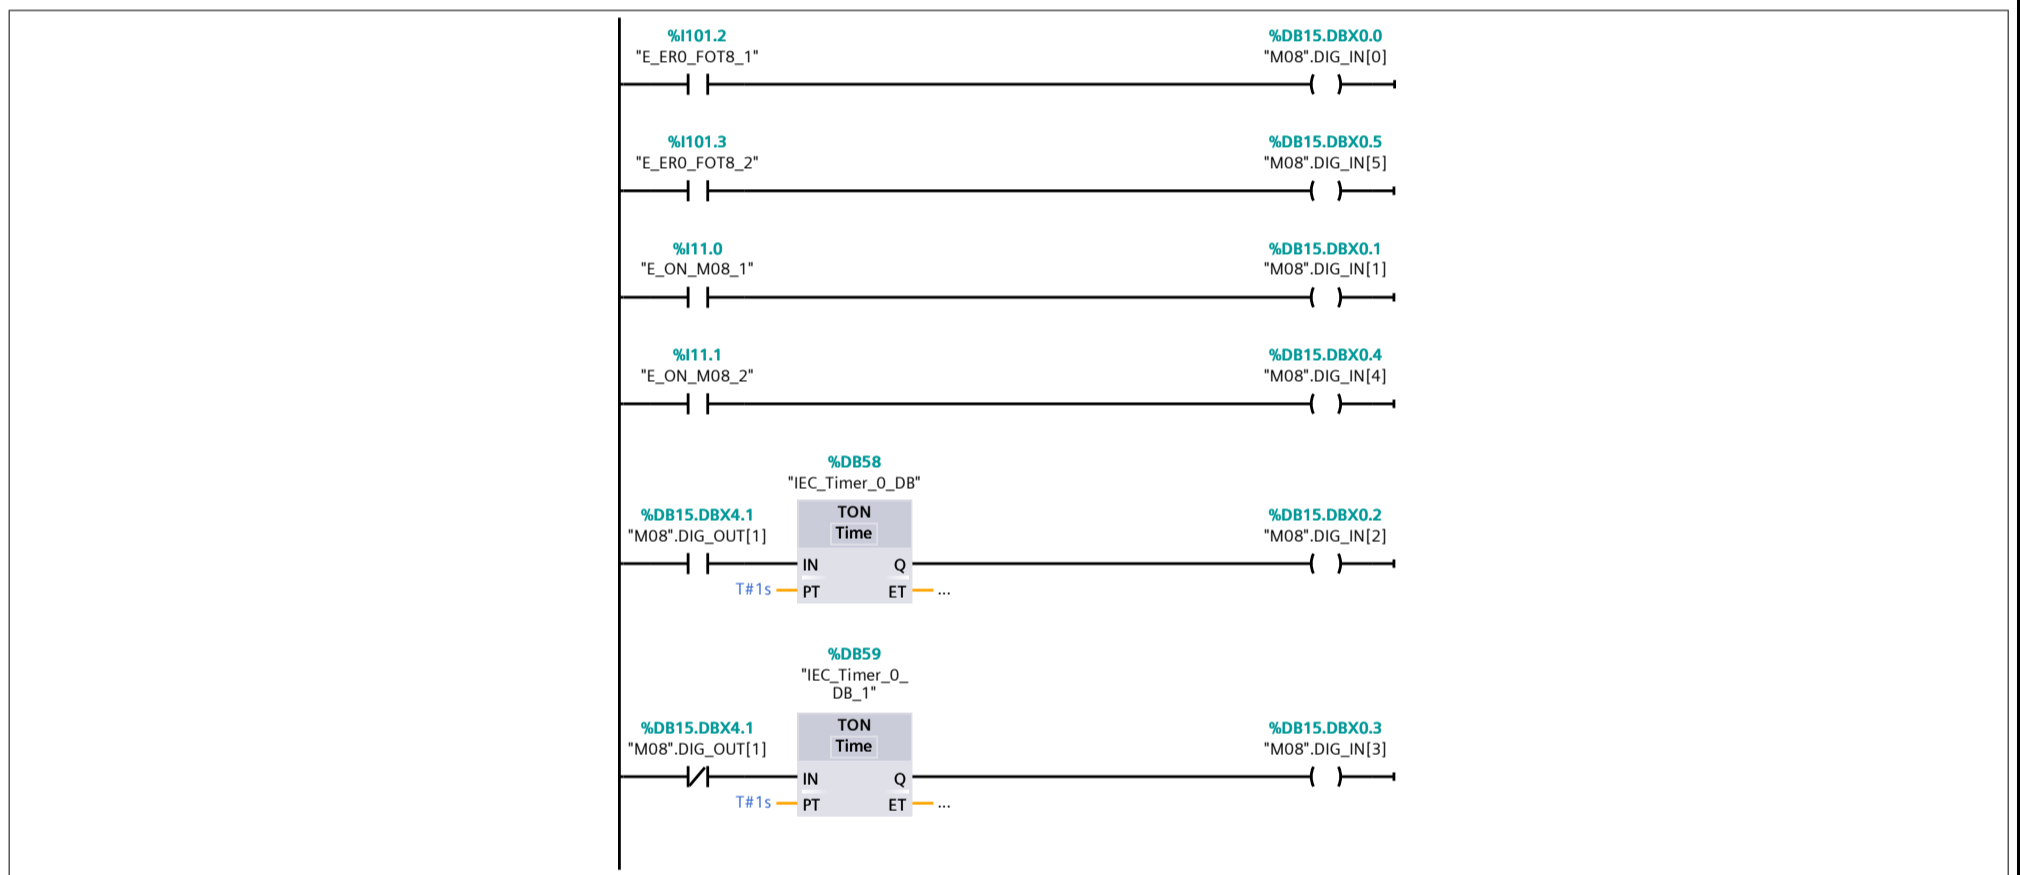 %I101.2
"E_ER0_FOT8_1"
%DB15.DBX0.0
"M08".DIG_IN[0]
%I101.3
"E_ER0_FOT8_2"
%DB15.DBX0.5
"M08".DIG_IN[5]
%I11.0
"E_ON_M08_1"
%DB15.DBX0.1
"M08".DIG_IN[1]
%I11.1
"E_ON_M08_2"
%DB15.DBX0.4
"M08".DIG_IN[4]
%DB58
"IEC_Timer_0_DB"
%DB15.DBX4.1
"M08".DIG_OUT[1]
TON
Time
IN
Q
T#1s
PT
ET
...
%DB15.DBX0.2
"M08".DIG_IN[2]
%DB59
"IEC_Timer_0_
DB_1"
%DB15.DBX4.1
"M08".DIG_OUT[1]
TON
Time
IN
Q
T#1s
PT
ET
...
%DB15.DBX0.3
"M08".DIG_IN[3]